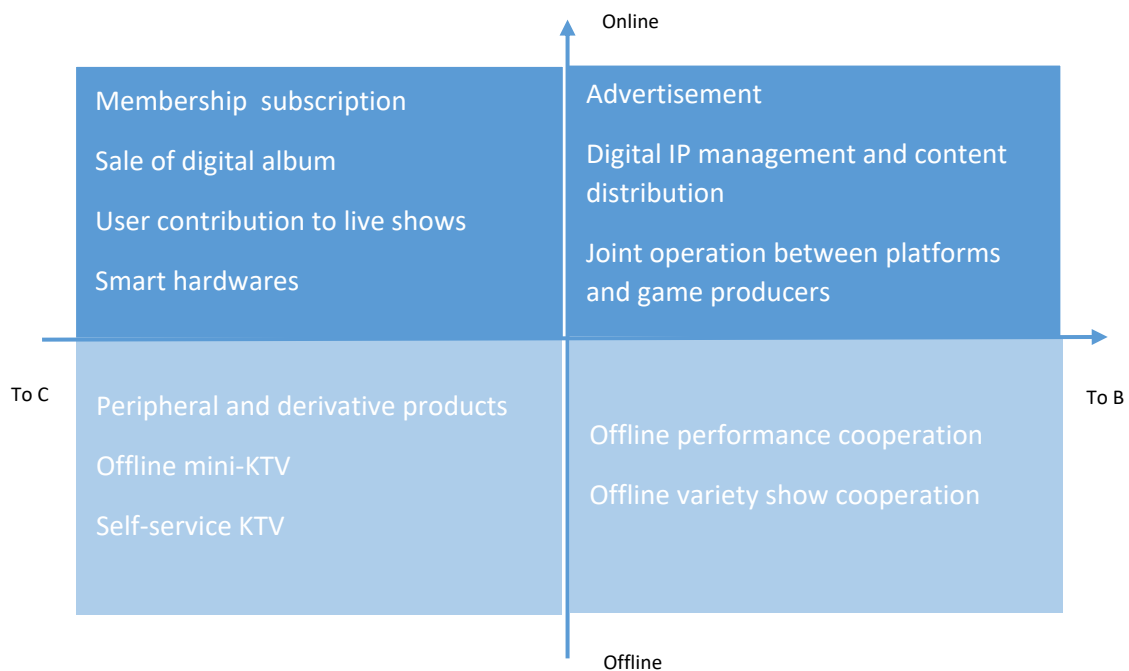 Online
Membership  subscription
Sale of digital album
User contribution to live shows
Smart hardwares
Advertisement
Digital IP management and content
distribution
Joint operation between platforms
and game producers
To C
To B
Peripheral and derivative products
Offline mini-KTV
Self-service KTV
Offline performance cooperation
Offline variety show cooperation
Offline